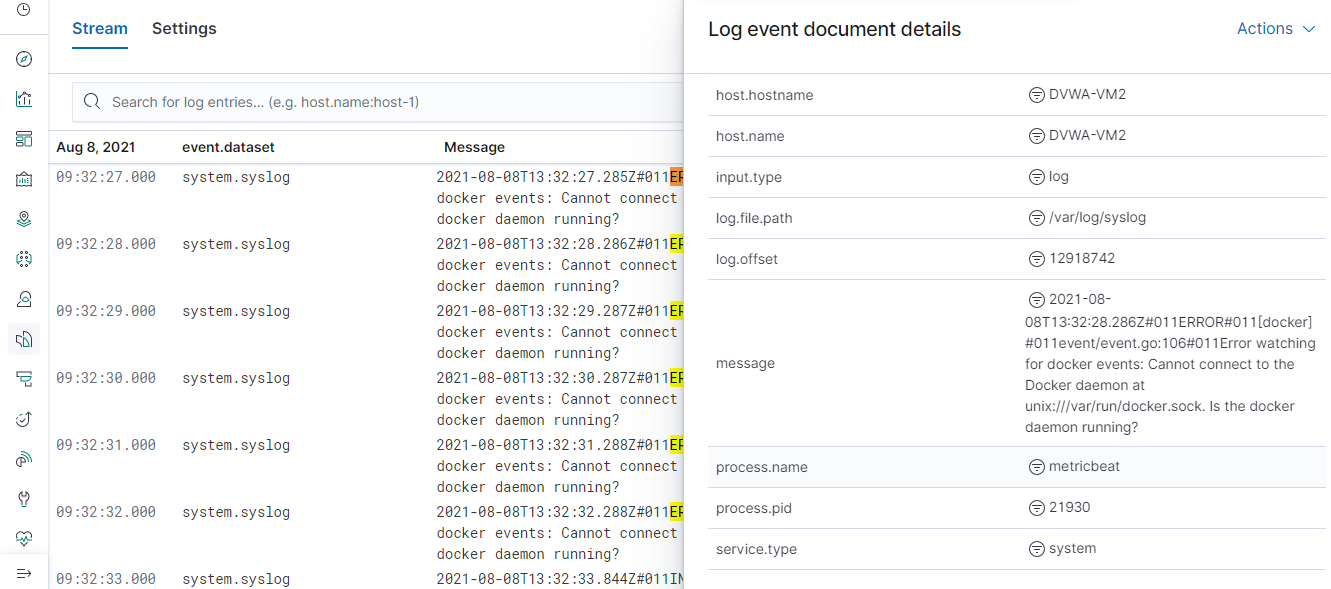 Stream Settings
Search for log entries... (e.g. host.name:host-1)
Aug 8, 2021 event.dataset Message
09:32:27.000 system.syslog 2021-08-08T13:32:27.285Z#011ER
docker events: Cannot connect
docker daemon running?
09:32:28.000 system.syslog 2021-08-08T13:32:28.286Z#011ER
docker events: Cannot connect
docker daemon running?
09:32:29.000 system.syslog 2021-08-08T13:32:29.287Z#011ER
docker events: Cannot connect
docker daemon running?
09:32:30.000 system.syslog 2021-08-08T13:32:30.287Z#011ER
docker events: Cannot connect
docker daemon running?
09:32:31.000 system.syslog 2021-08-08T13:32:31.288Z#011ER
docker events: Cannot connect
docker daemon running?
09:32:32.000 system.syslog 2021-08-08T13:32:32.288Z#011ER
docker events: Cannot connect
docker daemon running?
09:32:33.000 system.syslog 2021-08-08T13:32:33.844Z#011IN
Log event document details Actions
host.hostname DVWA-VM2
host.name DVWA-VM2
input.type log
log.file.path /var/log/syslog
log.offset 12918742
message
2021-08-
08T13:32:28.286Z#011ERROR#011[docker]
#011event/event.go:106#011Error watching
for docker events: Cannot connect to the
Docker daemon at
unix:///var/run/docker.sock. Is the docker
daemon running?
process.name metricbeat
process.pid 21930
service.type system